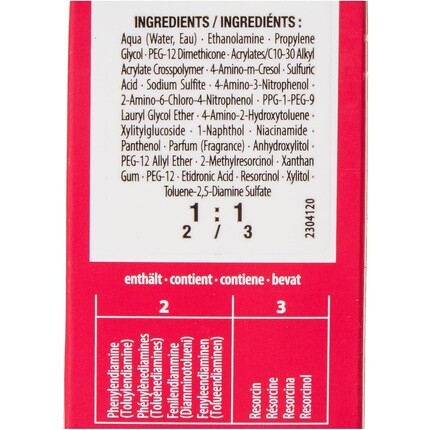 INGREDIENTS / INGRÉDIENTS :
Aqua (Water, Eau) · Ethanolamine · Propylene
Glycol · PEG-12 Dimethicone · Acrylates/C10-30 Alkyl
Acrylate Crosspolymer · 4-Amino-m-Cresol · Sulfuric
Acid · Sodium Sulfite · 4-Amino-3-Nitrophenol ·
2-Amino-6-Chloro-4-Nitrophenol · PPG-1-PEG-9
Lauryl Glycol Ether · 4-Amino-2-Hydroxytoluene ·
Xylitylglucoside · 1-Naphthol · Niacinamide ·
Panthenol · Parfum (Fragrance) · Anhydroxylitol ·
PEG-12 Allyl Ether · 2-Methylresorcinol · Xanthan
Gum · PEG-12 · Etidronic Acid · Resorcinol · Xylitol ·
Toluene-2,5-Diamine Sulfate
1 : 1
2 / 3
2304120
enthält · contient · contiene · bevat
2 3
Phenylendiamine
(Toluylendiamine)
Phénylènediamines
(Toluènediamines)
Fenilendiammine
(Diamminotolueni)
Fenyleendiaminen
(Tolueendiaminen)
Resorcin
Résorcine
Resorcina
Resorcinol